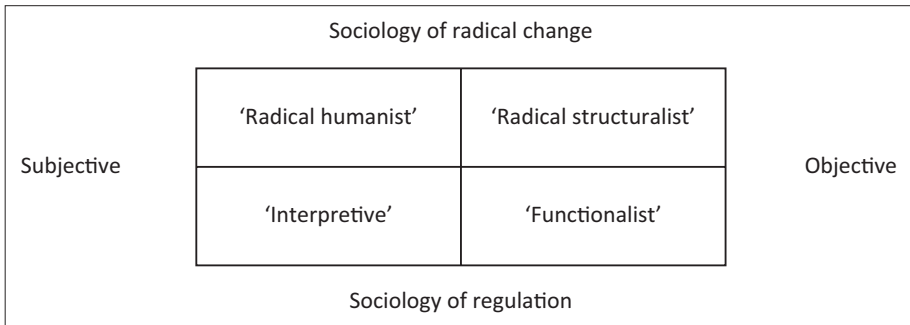 Sociology of radical change
‘Radical humanist’ ‘Radical structuralist’
Subjective Objective
‘Interpretive’ ‘Functionalist’
Sociology of regulation